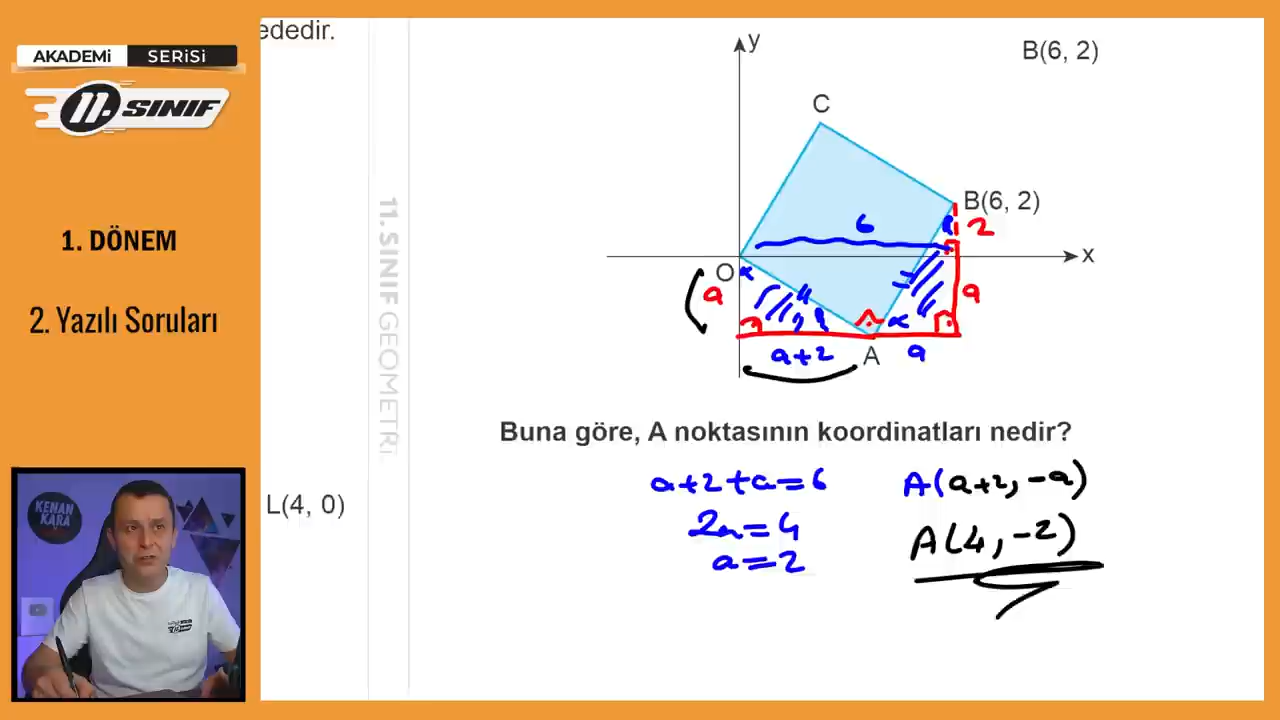 AKADEMİ SERİSİ
11. SINIF
1. DÖNEM
2. Yazılı Soruları
KENAN
KARA
ededir.
L(4, 0)
11. SINIF GEOMETRİ
y
B(6, 2)
C
B(6, 2)
6
2
x
O
α
a
a
α
a+2
A
a
Buna göre, A noktasının koordinatları nedir?
a+2+a=6
A(a+2, -a)
2a=4
A(4, -2)
a=2